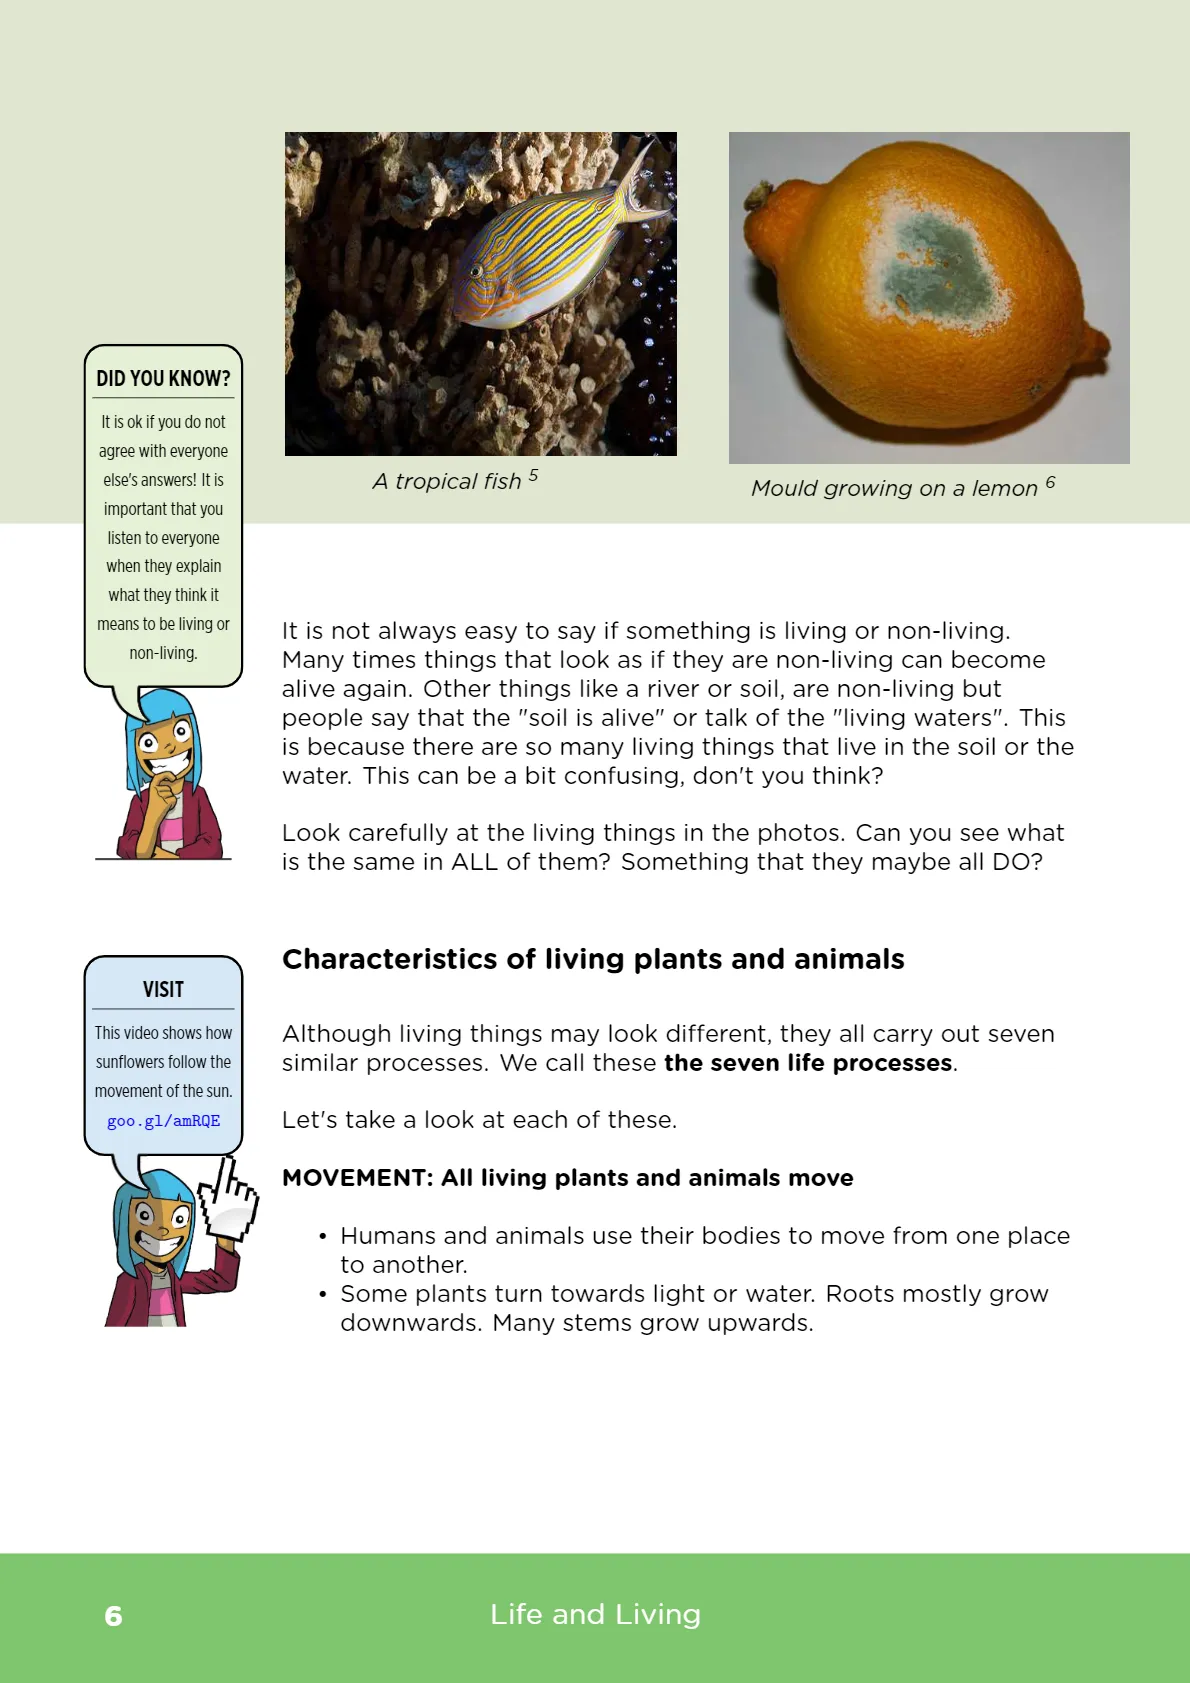 A tropical fish 5
Mould growing on a lemon 6
DID YOU KNOW?
It is ok if you do not
agree with everyone
else's answers! It is
important that you
listen to everyone
when they explain
what they think it
means to be living or
non-living.
It is not always easy to say if something is living or non-living.
Many times things that look as if they are non-living can become
alive again. Other things like a river or soil, are non-living but
people say that the "soil is alive" or talk of the "living waters". This
is because there are so many living things that live in the soil or the
water. This can be a bit confusing, don't you think?
Look carefully at the living things in the photos. Can you see what
is the same in ALL of them? Something that they maybe all DO?
Characteristics of living plants and animals
VISIT
This video shows how
sunflowers follow the
movement of the sun.
goo.gl/amRQE
Although living things may look different, they all carry out seven
similar processes. We call these the seven life processes.
Let's take a look at each of these.
MOVEMENT: All living plants and animals move
• Humans and animals use their bodies to move from one place
to another.
• Some plants turn towards light or water. Roots mostly grow
downwards. Many stems grow upwards.
6
Life and Living